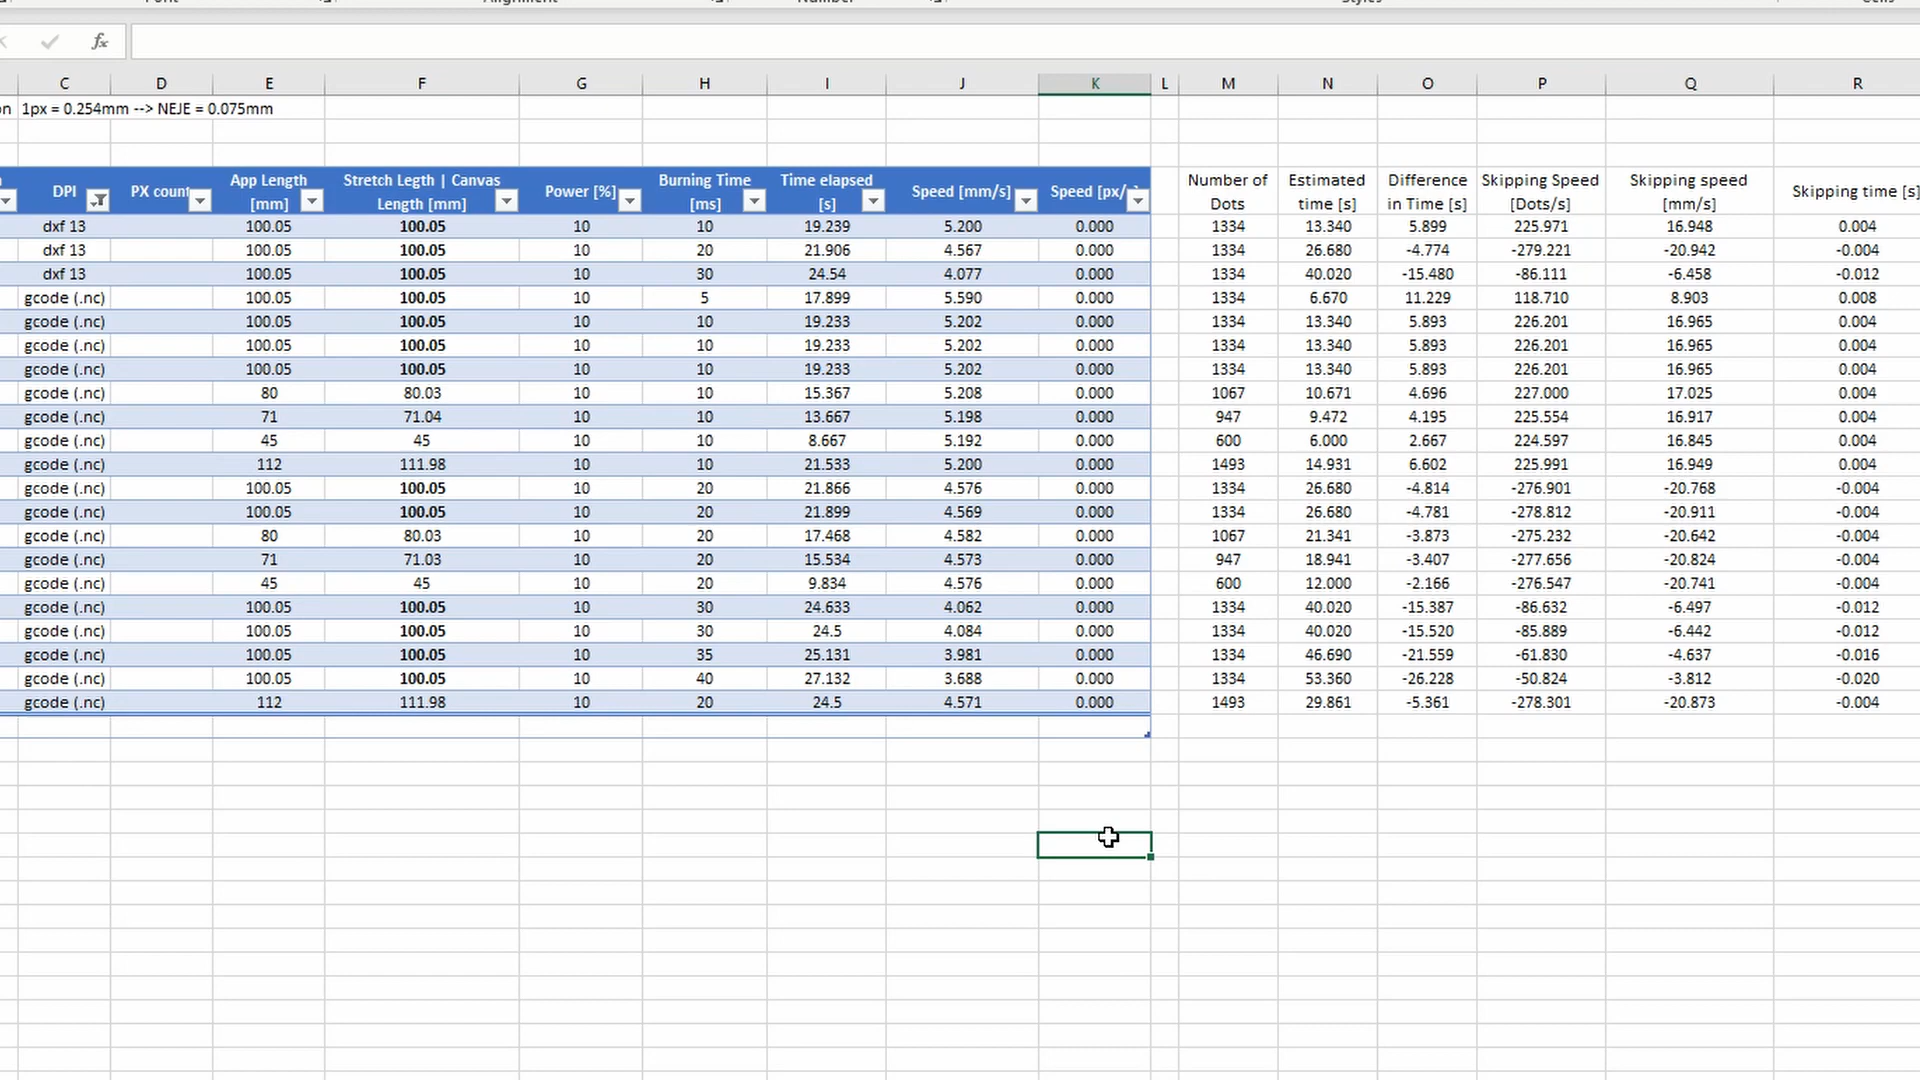 Font Alignment Number Styles Cells
fx
C D E F G H I J K L M N O P Q R
on 1px = 0.254mm --> NEJE = 0.075mm
DPI PX count App Length [mm] Stretch Legth | Canvas Length [mm] Power [%] Burning Time [ms] Time elapsed [s] Speed [mm/s] Speed [px/ Number of Dots Estimated time [s] Difference in Time [s] Skipping Speed [Dots/s] Skipping speed [mm/s] Skipping time [s]
dxf 13 100.05 100.05 10 10 19.239 5.200 0.000 1334 13.340 5.899 225.971 16.948 0.004
dxf 13 100.05 100.05 10 20 21.906 4.567 0.000 1334 26.680 -4.774 -279.221 -20.942 -0.004
dxf 13 100.05 100.05 10 30 24.54 4.077 0.000 1334 40.020 -15.480 -86.111 -6.458 -0.012
gcode (.nc) 100.05 100.05 10 5 17.899 5.590 0.000 1334 6.670 11.229 118.710 8.903 0.008
gcode (.nc) 100.05 100.05 10 10 19.233 5.202 0.000 1334 13.340 5.893 226.201 16.965 0.004
gcode (.nc) 100.05 100.05 10 10 19.233 5.202 0.000 1334 13.340 5.893 226.201 16.965 0.004
gcode (.nc) 100.05 100.05 10 10 19.233 5.202 0.000 1334 13.340 5.893 226.201 16.965 0.004
gcode (.nc) 80 80.03 10 10 15.367 5.208 0.000 1067 10.671 4.696 227.000 17.025 0.004
gcode (.nc) 71 71.04 10 10 13.667 5.198 0.000 947 9.472 4.195 225.554 16.917 0.004
gcode (.nc) 45 45 10 10 8.667 5.192 0.000 600 6.000 2.667 224.597 16.845 0.004
gcode (.nc) 112 111.98 10 10 21.533 5.200 0.000 1493 14.931 6.602 225.991 16.949 0.004
gcode (.nc) 100.05 100.05 10 20 21.866 4.576 0.000 1334 26.680 -4.814 -276.901 -20.768 -0.004
gcode (.nc) 100.05 100.05 10 20 21.899 4.569 0.000 1334 26.680 -4.781 -278.812 -20.911 -0.004
gcode (.nc) 80 80.03 10 20 17.468 4.582 0.000 1067 21.341 -3.873 -275.232 -20.642 -0.004
gcode (.nc) 71 71.03 10 20 15.534 4.573 0.000 947 18.941 -3.407 -277.656 -20.824 -0.004
gcode (.nc) 45 45 10 20 9.834 4.576 0.000 600 12.000 -2.166 -276.547 -20.741 -0.004
gcode (.nc) 100.05 100.05 10 30 24.633 4.062 0.000 1334 40.020 -15.387 -86.632 -6.497 -0.012
gcode (.nc) 100.05 100.05 10 30 24.5 4.084 0.000 1334 40.020 -15.520 -85.889 -6.442 -0.012
gcode (.nc) 100.05 100.05 10 35 25.131 3.981 0.000 1334 46.690 -21.559 -61.830 -4.637 -0.016
gcode (.nc) 100.05 100.05 10 40 27.132 3.688 0.000 1334 53.360 -26.228 -50.824 -3.812 -0.020
gcode (.nc) 112 111.98 10 20 24.5 4.571 0.000 1493 29.861 -5.361 -278.301 -20.873 -0.004